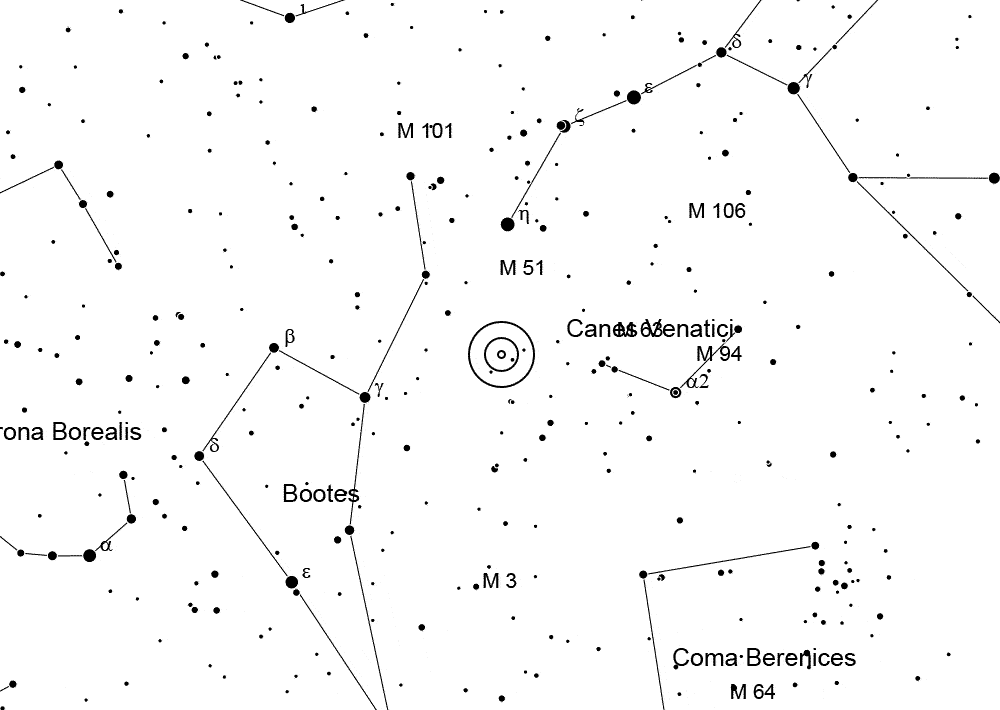 ι
δ
γ
ε
ζ
M 101
M 106
η
M 51
Canes Venatici
M 63
β
M 94
α2
γ
rona Borealis
δ
Bootes
α
ε
M 3
Coma Berenices
M 64